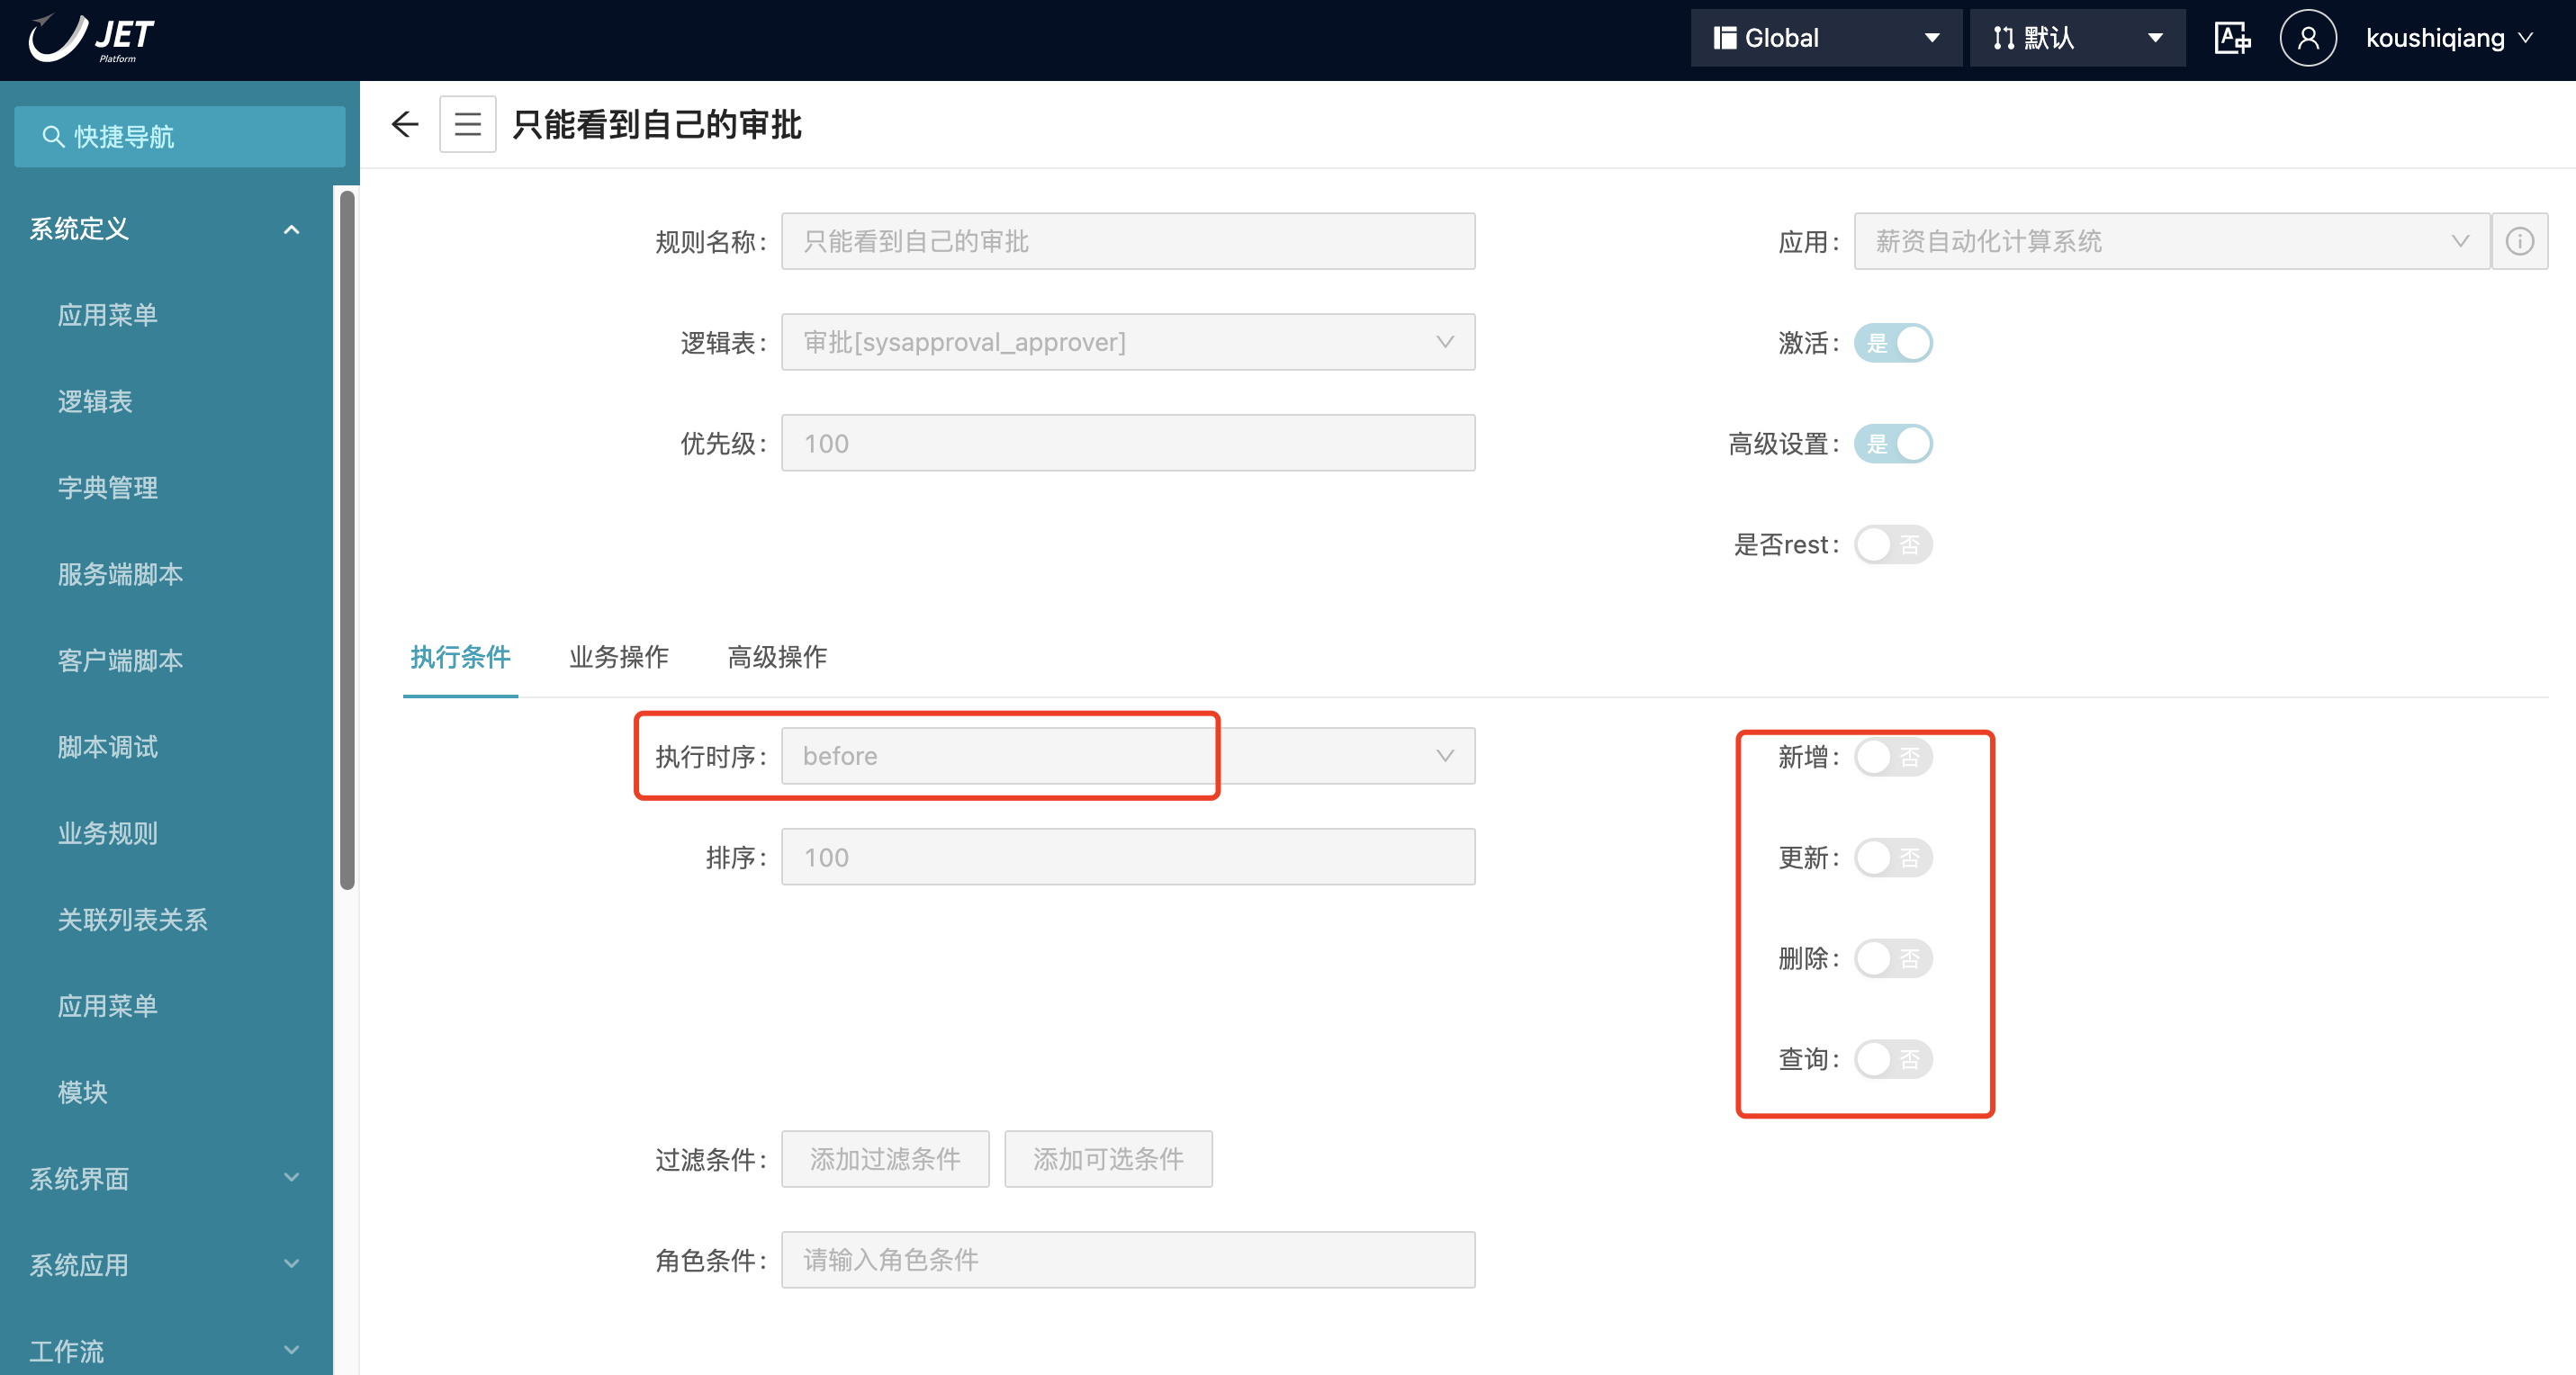 JET
Platform
Global
默认
koushiqiang
快捷导航
系统定义
应用菜单
逻辑表
字典管理
服务端脚本
客户端脚本
脚本调试
业务规则
关联列表关系
应用菜单
模块
系统界面
系统应用
工作流
只能看到自己的审批
规则名称: 只能看到自己的审批
应用: 薪资自动化计算系统
逻辑表: 审批[sysapproval_approver]
激活: 是
优先级: 100
高级设置: 是
是否rest: 否
执行条件 业务操作 高级操作
执行时序: before
新增: 否
排序: 100
更新: 否
删除: 否
查询: 否
过滤条件: 添加过滤条件 添加可选条件
角色条件: 请输入角色条件